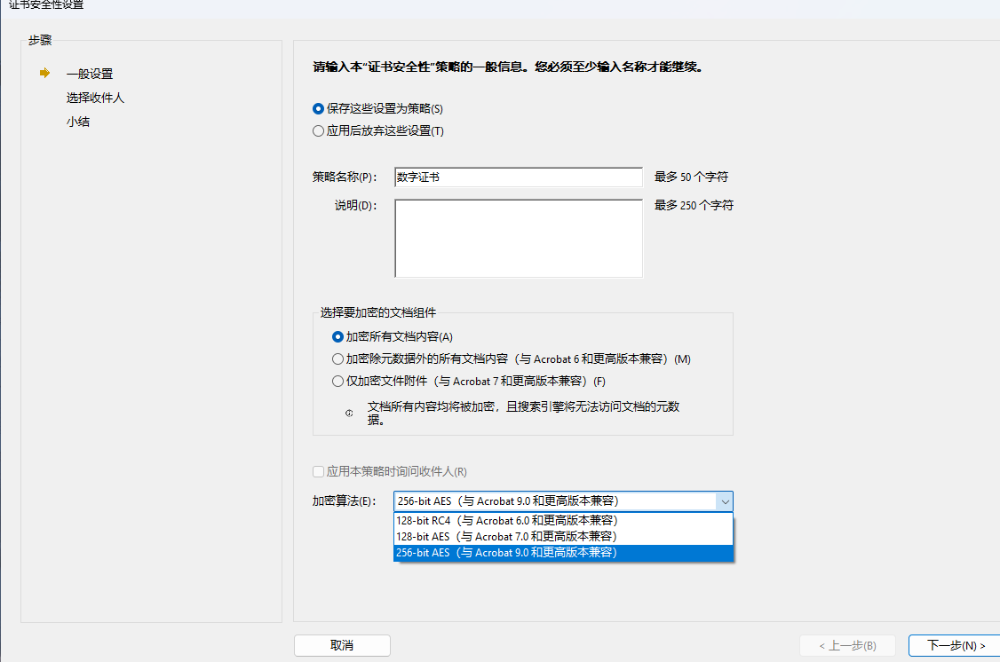 证书安全性设置
步骤
一般设置
选择收件人
小结
请输入本“证书安全性”策略的一般信息。您必须至少输入名称才能继续。
保存这些设置为策略(S)
应用后放弃这些设置(T)
策略名称(P): 数字证书 最多 50 个字符
说明(D): 最多 250 个字符
选择要加密的文档组件
加密所有文档内容(A)
加密除元数据外的所有文档内容（与 Acrobat 6 和更高版本兼容）(M)
仅加密文件附件（与 Acrobat 7 和更高版本兼容）(F)
文档所有内容均将被加密，且搜索引擎将无法访问文档的元数
据。
应用本策略时询问收件人(R)
加密算法(E): 256-bit AES（与 Acrobat 9.0 和更高版本兼容）
128-bit RC4（与 Acrobat 6.0 和更高版本兼容）
128-bit AES（与 Acrobat 7.0 和更高版本兼容）
256-bit AES（与 Acrobat 9.0 和更高版本兼容）
取消 < 上一步(B) 下一步(N) >